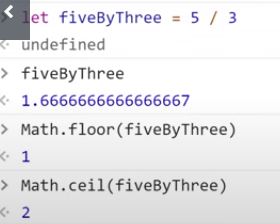 let fiveByThree = 5 / 3
undefined
> fiveByThree
1.6666666666666667
> Math.floor(fiveByThree)
1
> Math.ceil(fiveByThree)
2